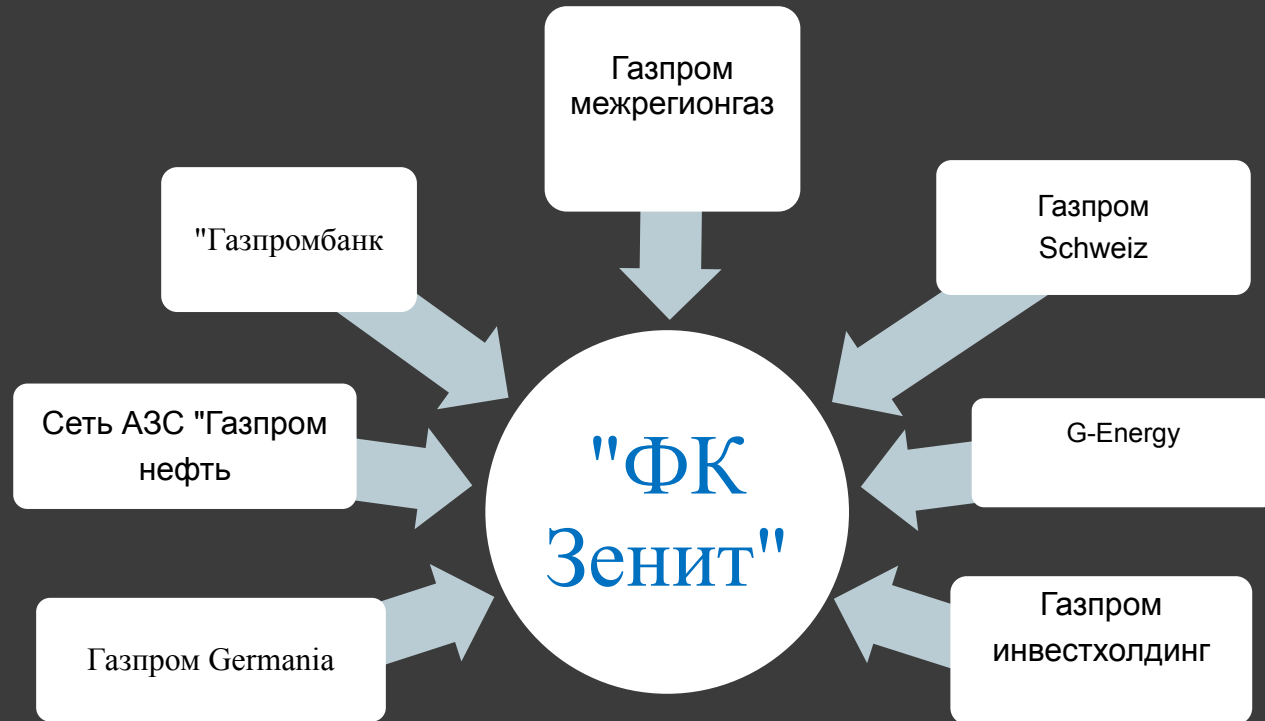 Газпром
межрегионгаз
"Газпромбанк
Газпром
Schweiz
Сеть АЗС "Газпром
нефть
"ФК
Зенит"
G-Energy
Газпром Germania
Газпром
инвестхолдинг